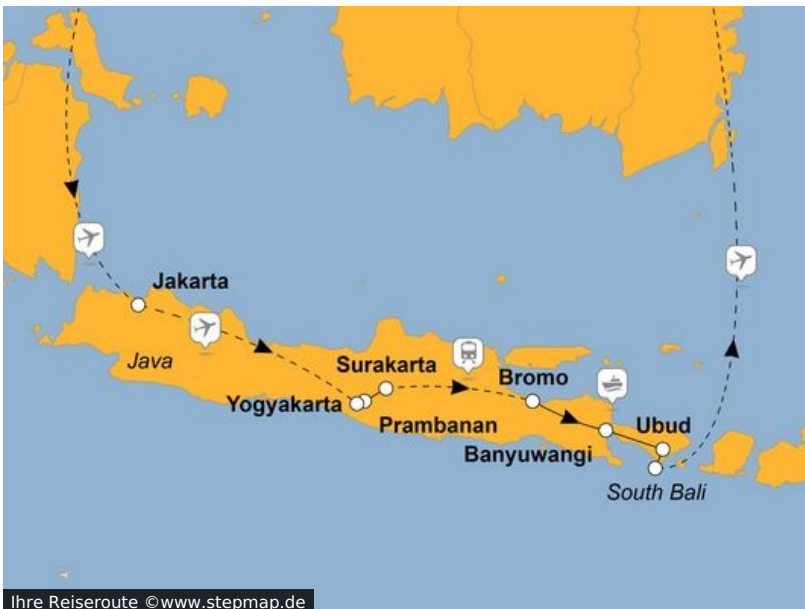 Jakarta
Java
Surakarta
Bromo
Yogyakarta
Prambanan
Ubud
Banyuwangi
South Bali
Ihre Reiseroute ©www.stepmap.de